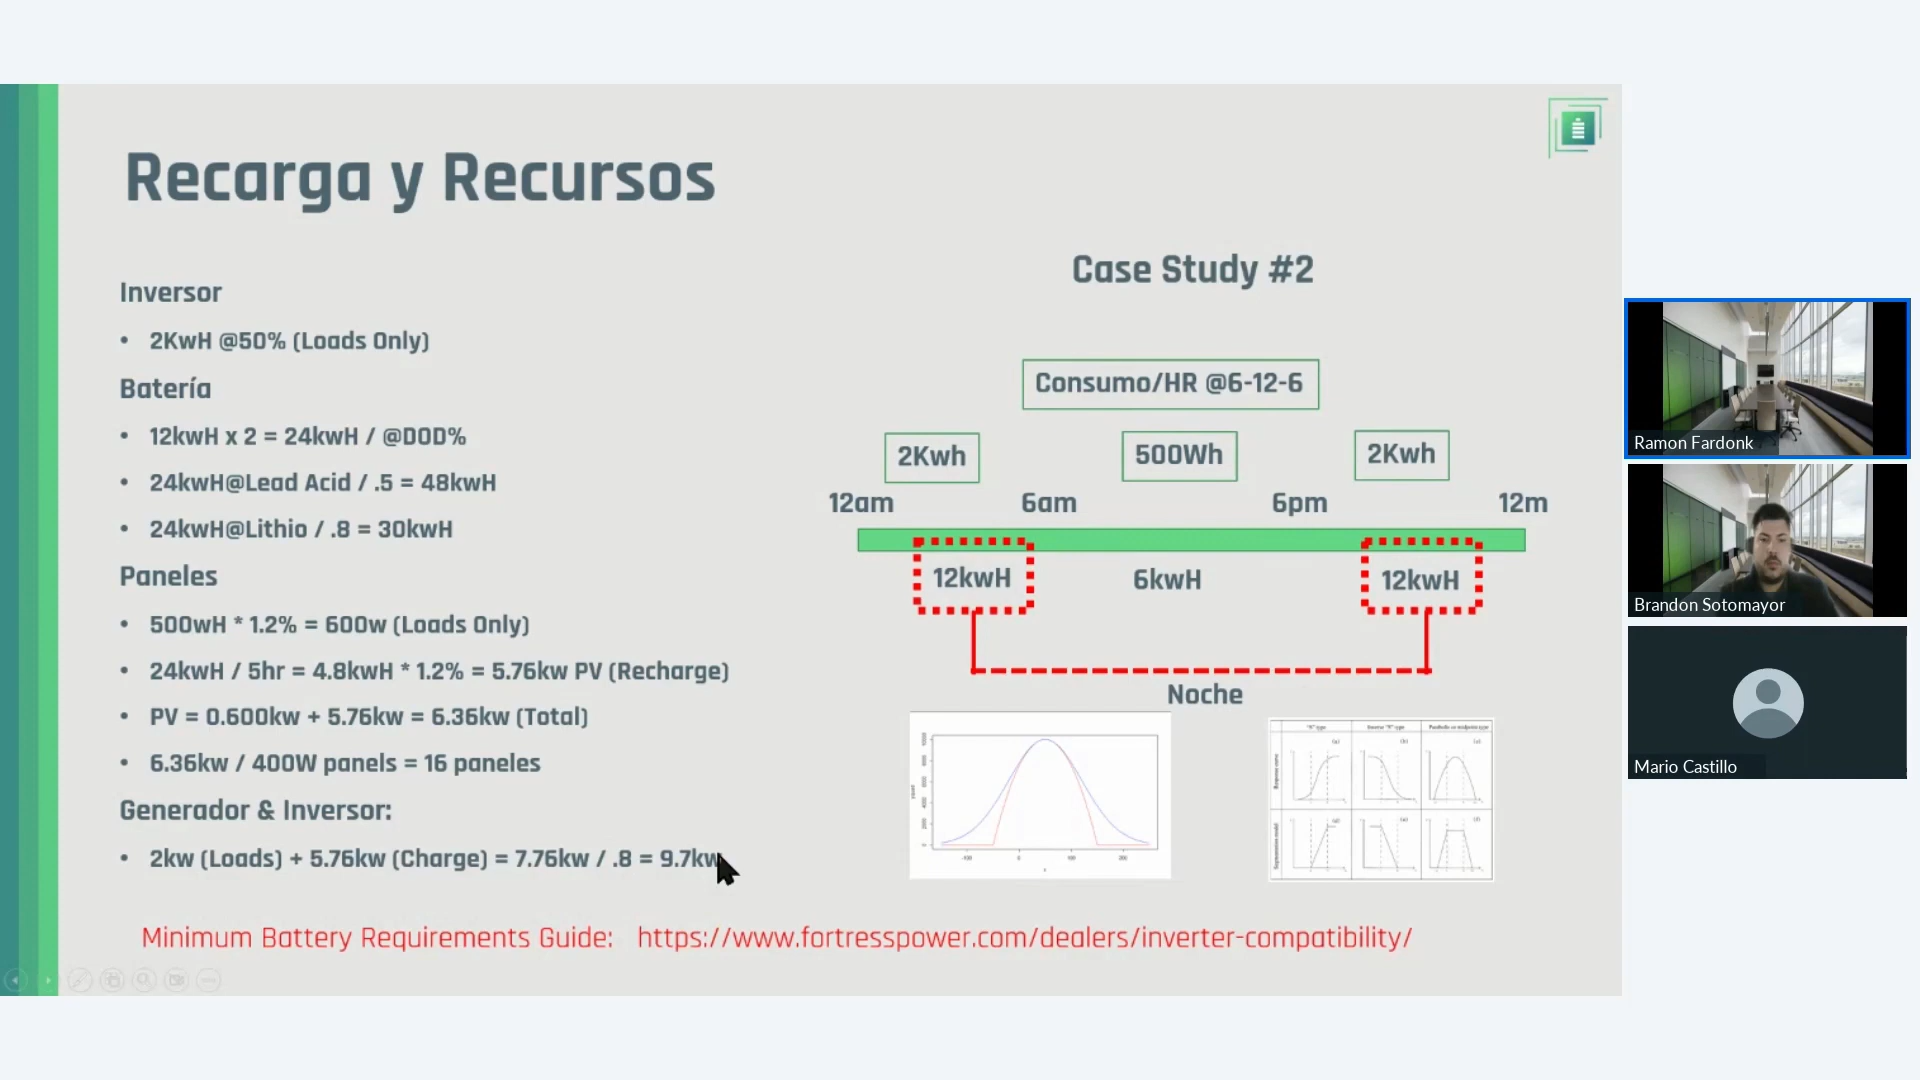 Recarga y Recursos
Inversor
• 2KwH @50% (Loads Only)
Batería
• 12kwH x 2 = 24kwH / @DOD%
• 24kwH@Lead Acid / .5 = 48kwH
• 24kwH@Lithio / .8 = 30kwH
Paneles
• 500wH * 1.2% = 600w (Loads Only)
• 24kwH / 5hr = 4.8kwH * 1.2% = 5.76kw PV (Recharge)
• PV = 0.600kw + 5.76kw = 6.36kw (Total)
• 6.36kw / 400W panels = 16 paneles
Generador & Inversor:
• 2kw (Loads) + 5.76kw (Charge) = 7.76kw / .8 = 9.7kw
Case Study #2
Consumo/HR @6-12-6
2Kwh 500Wh 2Kwh
12am 6am 6pm 12m
12kwH 6kwH 12kwH
Noche
Minimum Battery Requirements Guide: https://www.fortresspower.com/dealers/inverter-compatibility/
Ramon Fardonk
Brandon Sotomayor
Mario Castillo